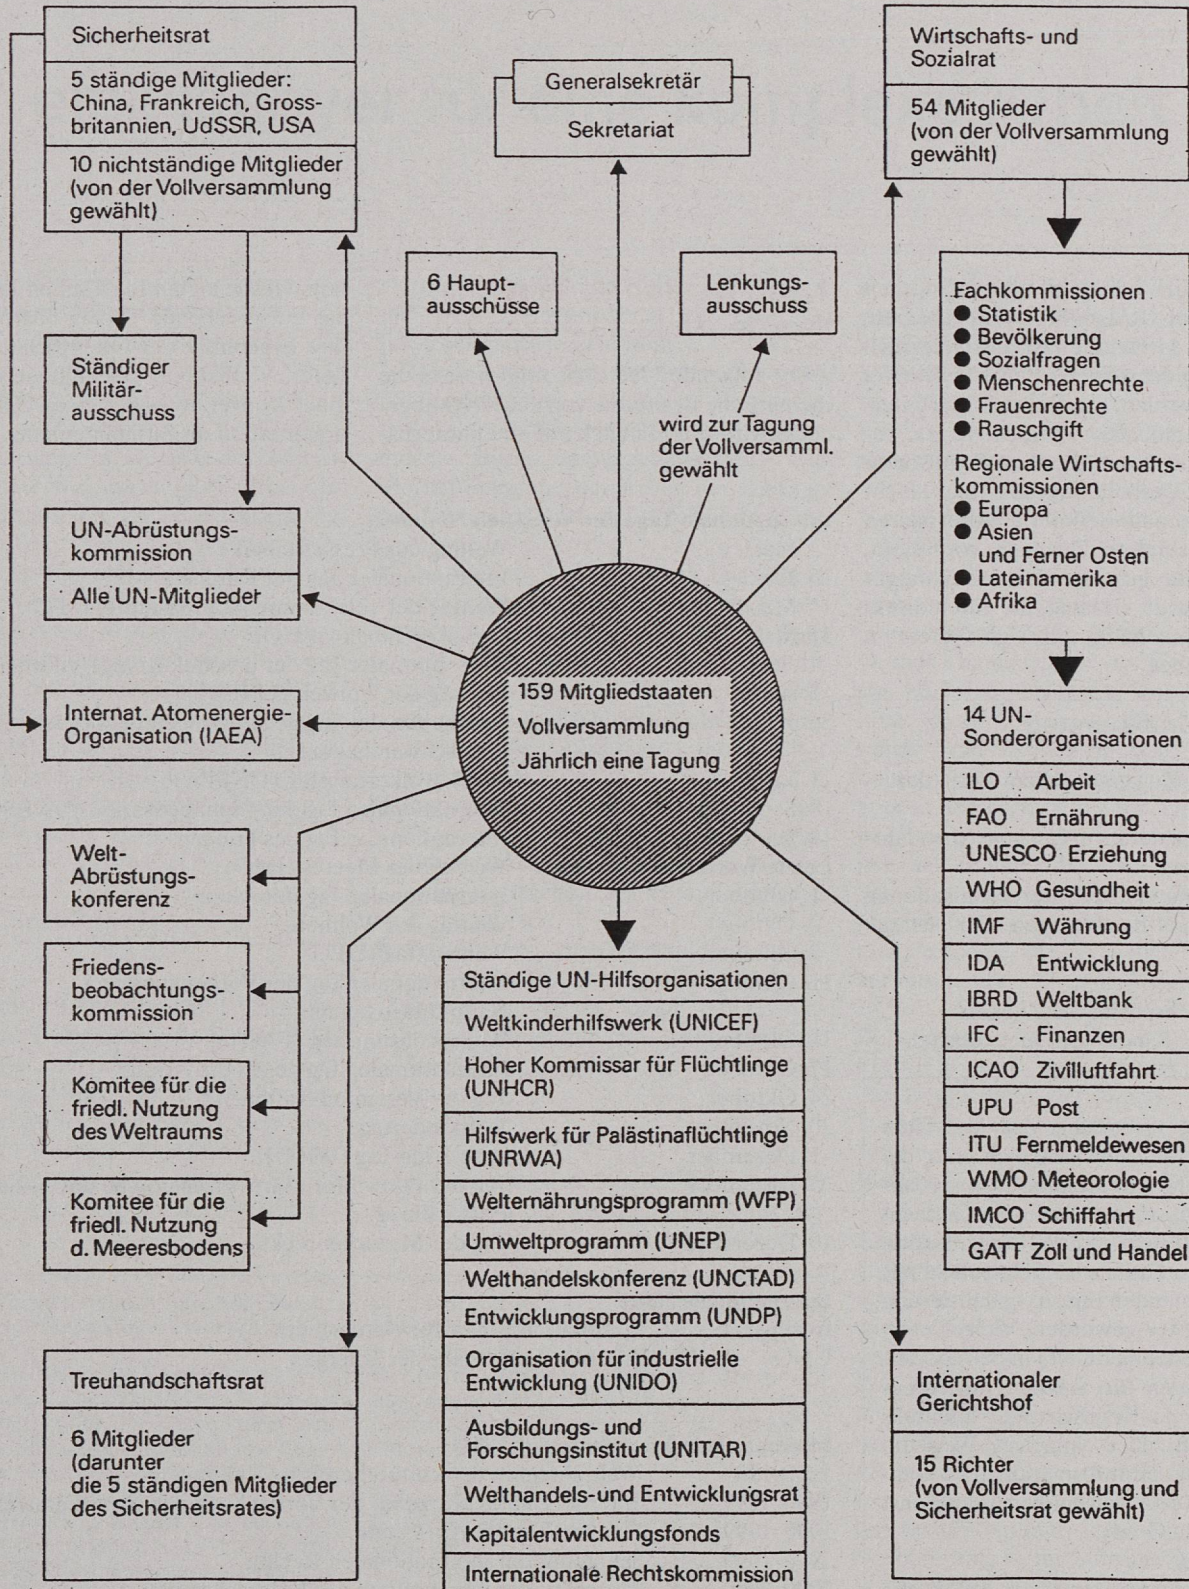 Sicherheitsrat
5 ständige Mitglieder:
China, Frankreich, Gross-
britannien, UdSSR, USA
10 nichtständige Mitglieder
(von der Vollversammlung
gewählt)
Generalsekretär
Sekretariat
Wirtschafts- und
Sozialrat
54 Mitglieder
(von der Vollversammlung
gewählt)
6 Haupt-
ausschüsse
Lenkungs-
ausschuss
wird zur Tagung
der Vollversamml.
gewählt
Ständiger
Militär-
ausschuss
UN-Abrüstungs-
kommission
Alle UN-Mitglieder
Internat. Atomenergie-
Organisation (IAEA)
159 Mitgliedstaaten
Vollversammlung
Jährlich eine Tagung
Fachkommissionen
● Statistik
● Bevölkerung
● Sozialfragen
● Menschenrechte
● Frauenrechte
● Rauschgift
Regionale Wirtschafts-
kommissionen
● Europa
● Asien
und Ferner Osten
● Lateinamerika
● Afrika
14 UN-
Sonderorganisationen
ILO Arbeit
FAO Ernährung
UNESCO Erziehung
WHO Gesundheit
IMF Währung
IDA Entwicklung
IBRD Weltbank
IFC Finanzen
ICAO Zivilluftfahrt
UPU Post
ITU Fernmeldewesen
WMO Meteorologie
IMCO Schiffahrt
GATT Zoll und Handel
Welt-
Abrüstungs-
konferenz
Friedens-
beobachtungs-
kommission
Komitee für die
friedl. Nutzung
des Weltraums
Komitee für die
friedl. Nutzung
d. Meeresbodens
Ständige UN-Hilfsorganisationen
Weltkinderhilfswerk (UNICEF)
Hoher Kommissar für Flüchtlinge
(UNHCR)
Hilfswerk für Palästinaflüchtlinge
(UNRWA)
Welternährungsprogramm (WFP)
Umweltprogramm (UNEP)
Welthandelskonferenz (UNCTAD)
Entwicklungsprogramm (UNDP)
Organisation für industrielle
Entwicklung (UNIDO)
Ausbildungs- und
Forschungsinstitut (UNITAR)
Welthandels- und Entwicklungsrat
Kapitalentwicklungsfonds
Internationale Rechtskommission
Treuhandschaftsrat
6 Mitglieder
(darunter
die 5 ständigen Mitglieder
des Sicherheitsrates)
Internationaler
Gerichtshof
15 Richter
(von Vollversammlung und
Sicherheitsrat gewählt)